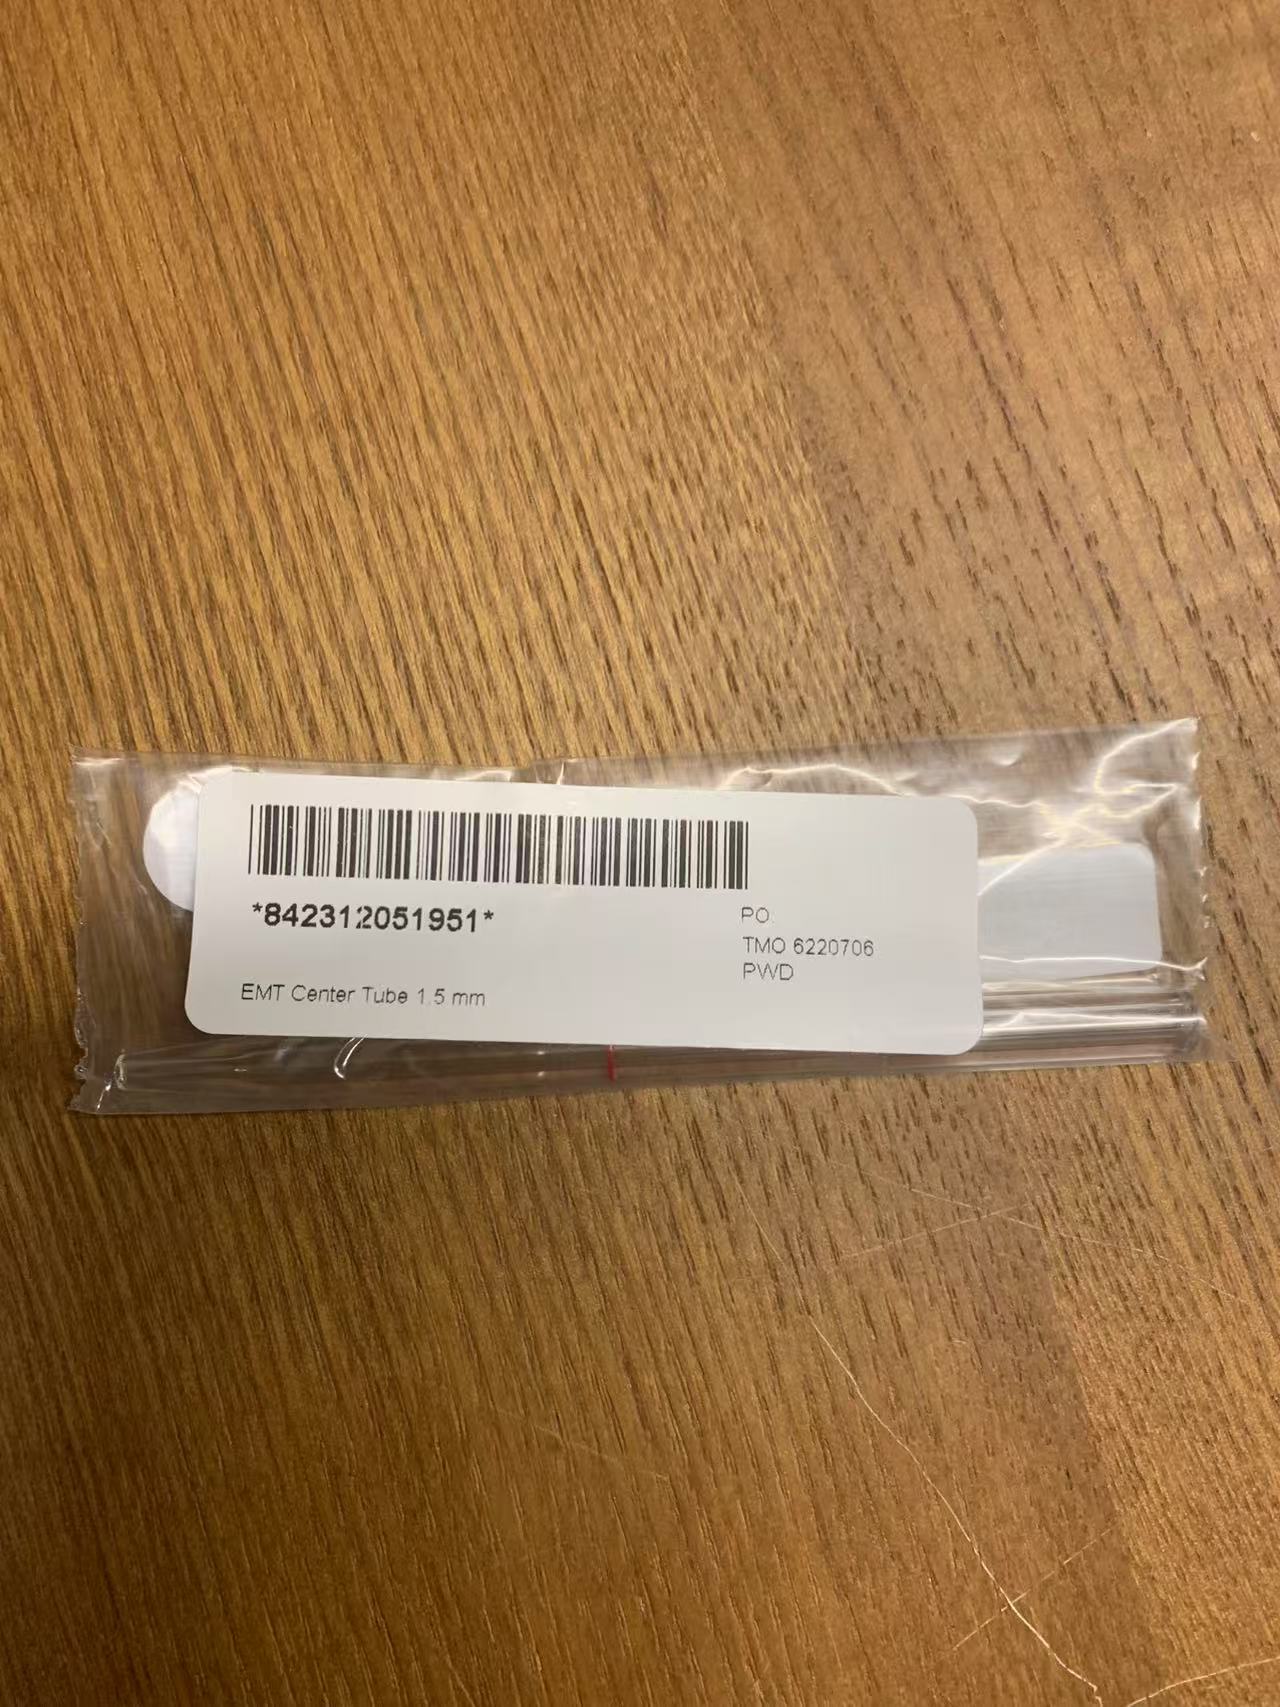 *842312051951*
PO:
TMO 6220706
PWD
EMT Center Tube 1.5 mm